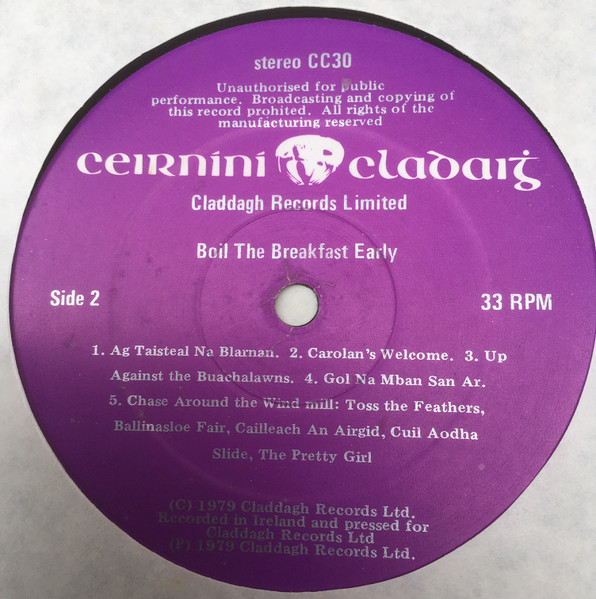 stereo CC30
Unauthorised for public
performance. Broadcasting and copying of
this record prohited. All rights of the
manufacturing reserved
ceirníní cladaiġ
Claddagh Records Limited
Boil The Breakfast Early
Side 2
33 RPM
1. Ag Taisteal Na Blarnan. 2. Carolan's Welcome. 3. Up
Against the Buachalawns. 4. Gol Na Mban San Ar.
5. Chase Around the Wind mill: Toss the Feathers,
Ballinasloe Fair, Cailleach An Airgid, Cuil Aodha
Slide, The Pretty Girl
(C) 1979 Claddagh Records Ltd.
Recorded in Ireland and pressed for
Claddagh Records Ltd
(P) 1979 Claddagh Records Ltd.